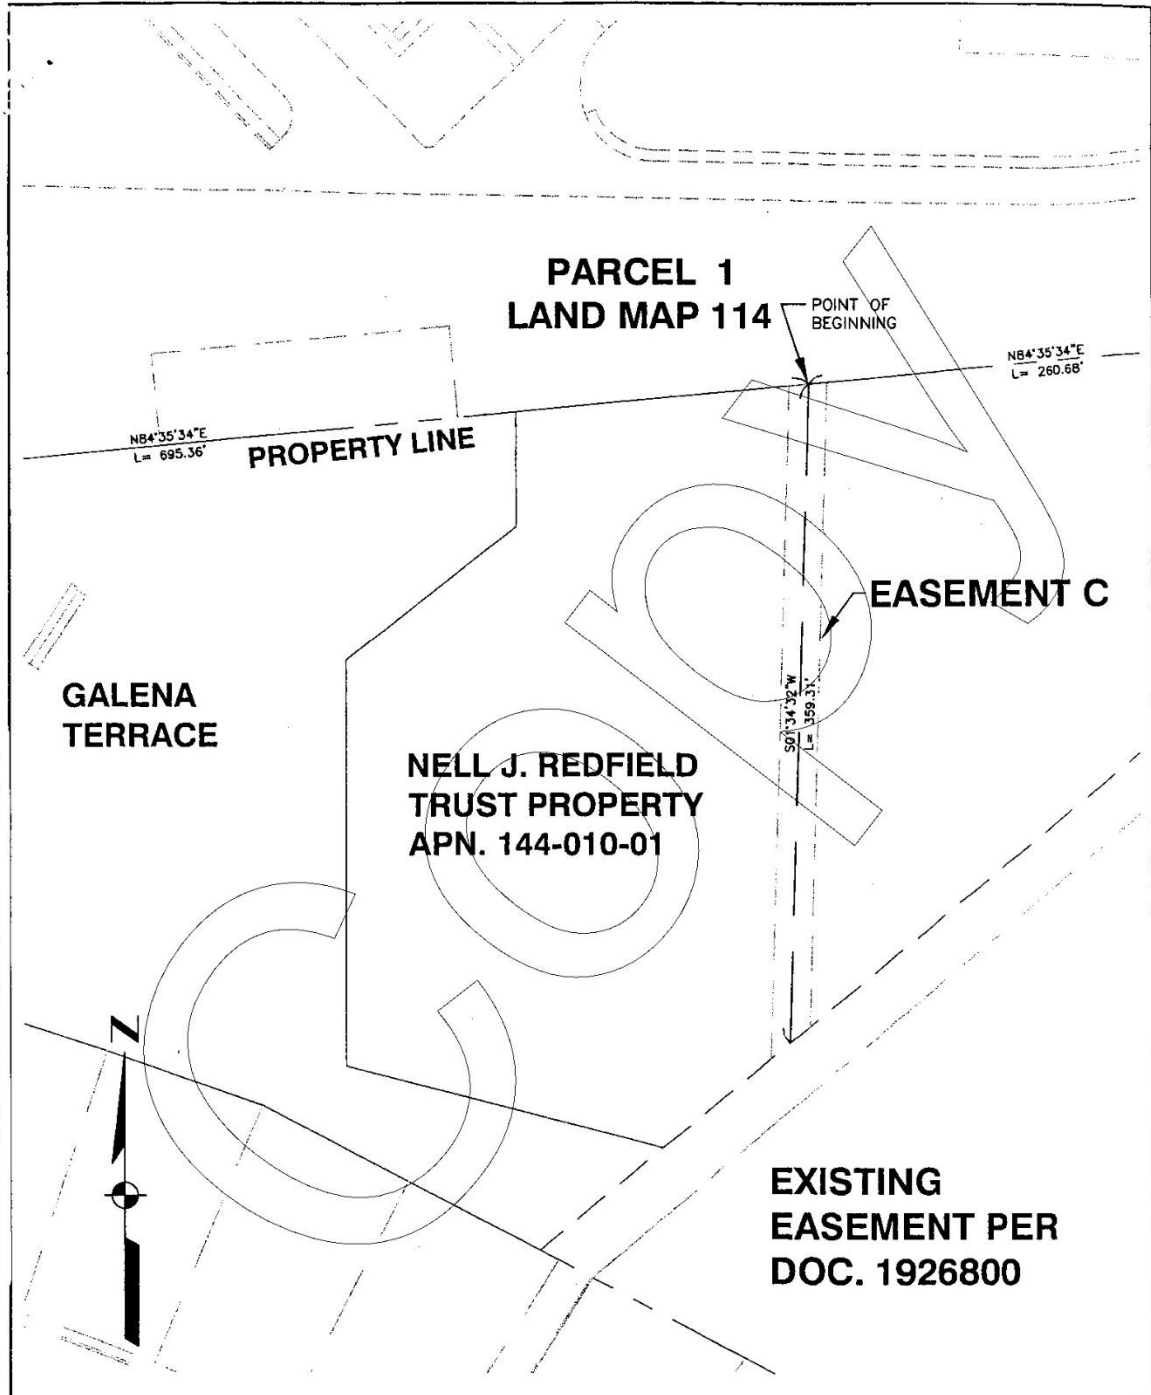 PARCEL 1
LAND MAP 114
POINT OF
BEGINNING
N84°35'34"E
L= 260.68'
N84°35'34"E
L= 695.36'
PROPERTY LINE
EASEMENT C
S01°34'32"W
L= 359.31'
GALENA
TERRACE
NELL J. REDFIELD
TRUST PROPERTY
APN. 144-010-01
Copy
N
EXISTING
EASEMENT PER
DOC. 1926800